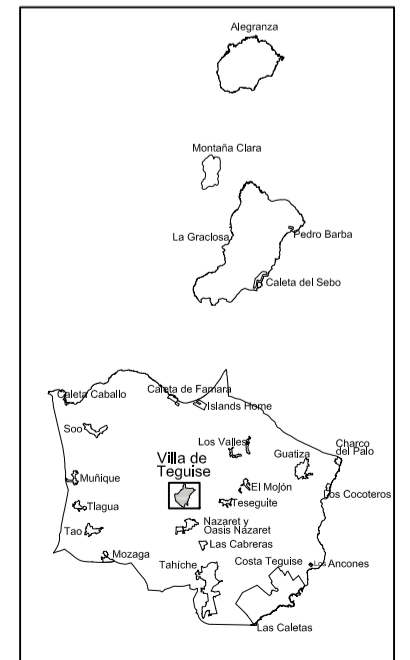 Alegranza
Montaña Clara
La Graciosa
Pedro Barba
Caleta del Sebo
Caleta Caballo
Caleta de Famara
Islands Home
Soo
Los Valles
Guatiza
Charco
del Palo
Villa de
Teguise
Muñique
El Mojón
Los Cocoteros
Tlagua
Teseguite
Tao
Nazaret y
Oasis Nazaret
Mozaga
Las Cabreras
Tahíche
Costa Teguise
Los Ancones
Las Caletas